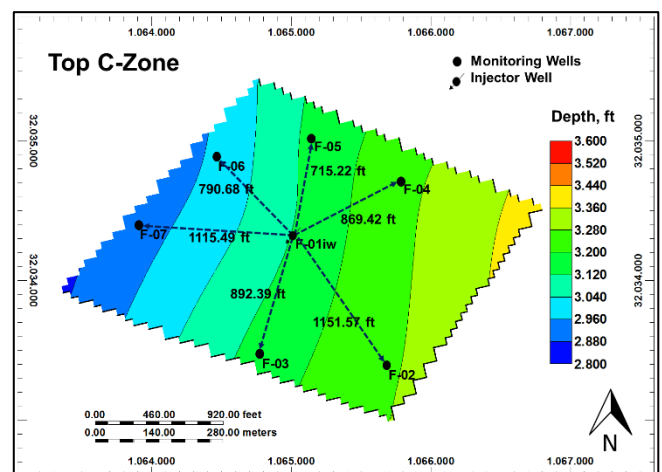 1.064.000 1.065.000 1.066.000 1.067.000
Top C-Zone
Monitoring Wells
Injector Well
32.035.000
32.035.000
Depth, ft
3.600
3.520
3.440
3.360
3.280
3.200
3.120
3.040
2.960
2.880
2.800
F-05
F-06
715.22 ft
F-04
790.68 ft
869.42 ft
F-07
1115.49 ft
F-01iw
32.034.000
32.034.000
892.39 ft
1151.57 ft
F-03
F-02
0.00 460.00 920.00 feet
0.00 140.00 280.00 meters
N
1.064.000 1.065.000 1.066.000 1.067.000